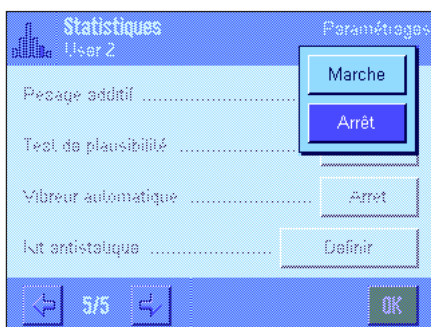 Statistiques
User 2
Paramétrages
Marche
Pesage additif ........................
Arrêt
Test de plausibilité ..................
Vibreur automatique .................... Arrêt
Kit antistatique ..................... Définir
5/5
OK